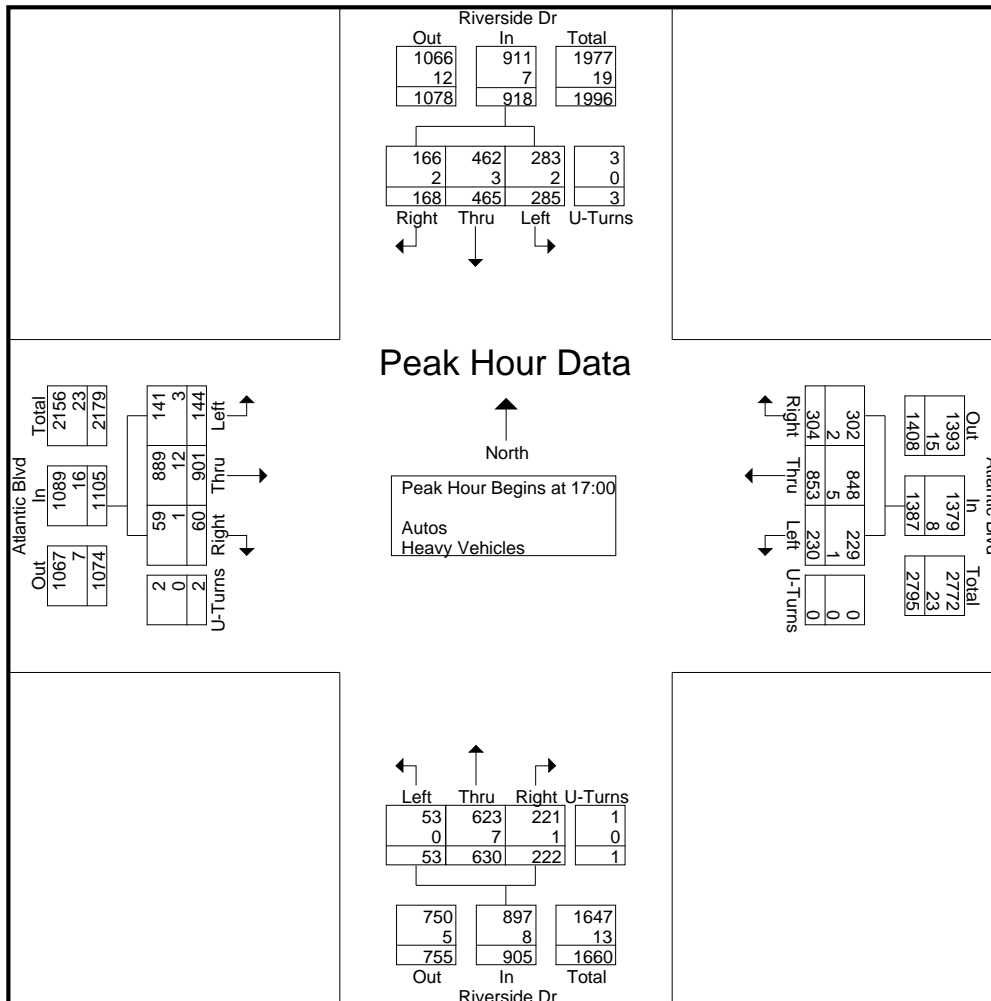 Riverside Dr
Out In Total
1066 911 1977
12 7 19
1078 918 1996
166 462 283 3
2 3 2 0
168 465 285 3
Right Thru Left U-Turns
Peak Hour Data
North
Peak Hour Begins at 17:00
Autos
Heavy Vehicles
Atlantic Blvd
Out In Total
1067 1089 2156
7 16 23
1074 1105 2179
U-Turns Right Thru Left
2 59 889 141
0 1 12 3
2 60 901 144
Atlantic Blvd
Out In Total
1393 1379 2772
15 8 23
1408 1387 2795
302 848 229 0
2 5 1 0
304 853 230 0
Right Thru Left U-Turns
Left Thru Right U-Turns
53 623 221 1
0 7 1 0
53 630 222 1
750 897 1647
5 8 13
755 905 1660
Out In Total
Riverside Dr